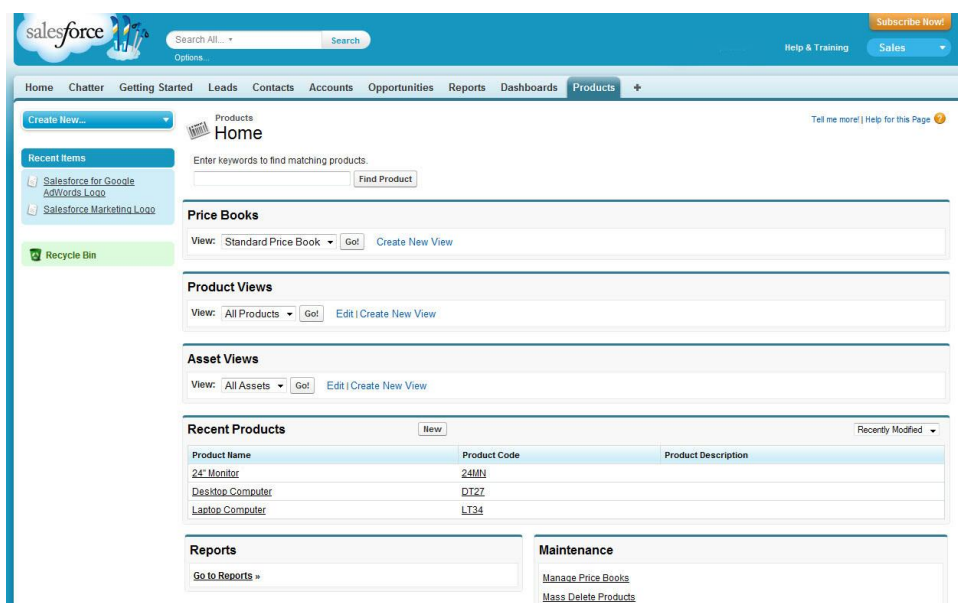 Subscribe Now!
salesforce
Search All...
Search
Options...
Help & Training
Sales
Home Chatter Getting Started Leads Contacts Accounts Opportunities Reports Dashboards Products +
Create New...
Products
Home
Tell me more! | Help for this Page ?
Recent Items
Salesforce for Google
AdWords Logo
Salesforce Marketing Logo
Recycle Bin
Enter keywords to find matching products.
Find Product
Price Books
View: Standard Price Book Go! Create New View
Product Views
View: All Products Go! Edit | Create New View
Asset Views
View: All Assets Go! Edit | Create New View
Recent Products New Recently Modified
Product Name Product Code Product Description
24" Monitor 24MN
Desktop Computer DT27
Laptop Computer LT34
Reports
Go to Reports »
Maintenance
Manage Price Books
Mass Delete Products